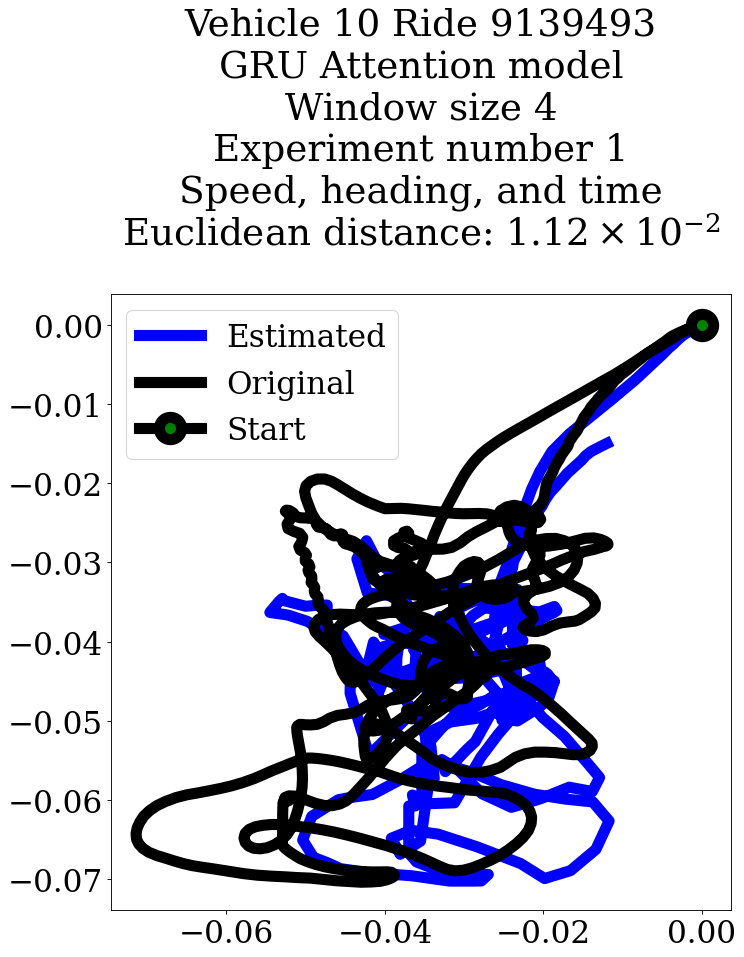 Vehicle 10 Ride 9139493
GRU Attention model
Window size 4
Experiment number 1
Speed, heading, and time
Euclidean distance: 1.12 × 10⁻²
Estimated
Original
Start
0.00
−0.01
−0.02
−0.03
−0.04
−0.05
−0.06
−0.07
−0.06 −0.04 −0.02 0.00